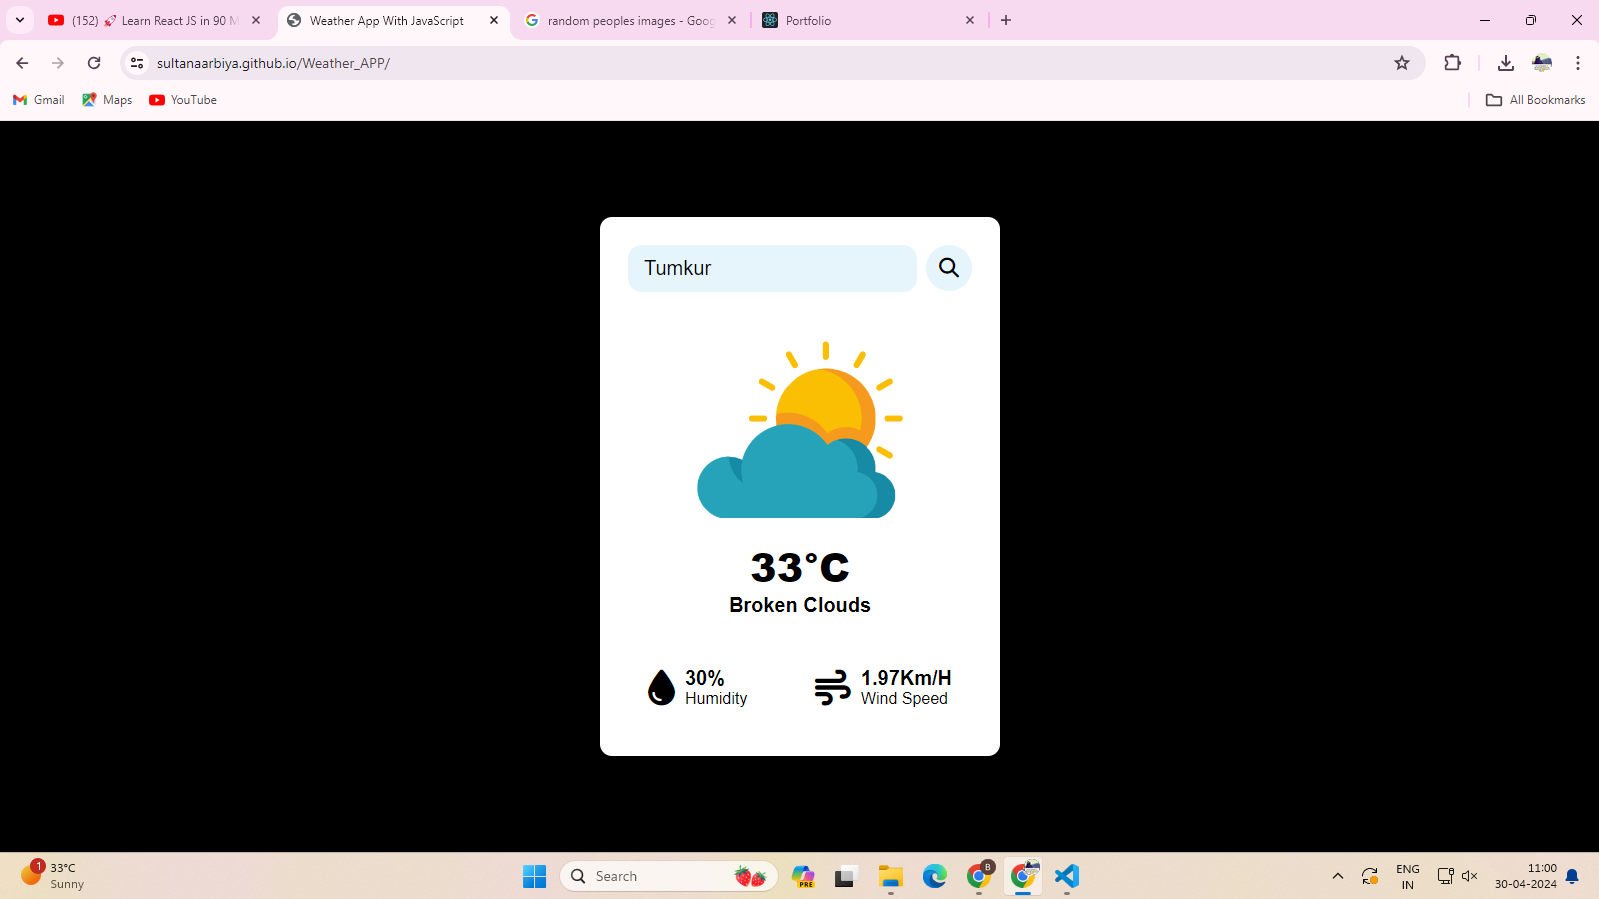 (152) 🚀 Learn React JS in 90 M
Weather App With JavaScript
random peoples images - Goog
Portfolio
sultanaarbiya.github.io/Weather_APP/
Gmail
Maps
YouTube
All Bookmarks
Tumkur
33°C
Broken Clouds
30%
Humidity
1.97Km/H
Wind Speed
1
33°C
Sunny
Search
PRE
B
ENG
IN
11:00
30-04-2024